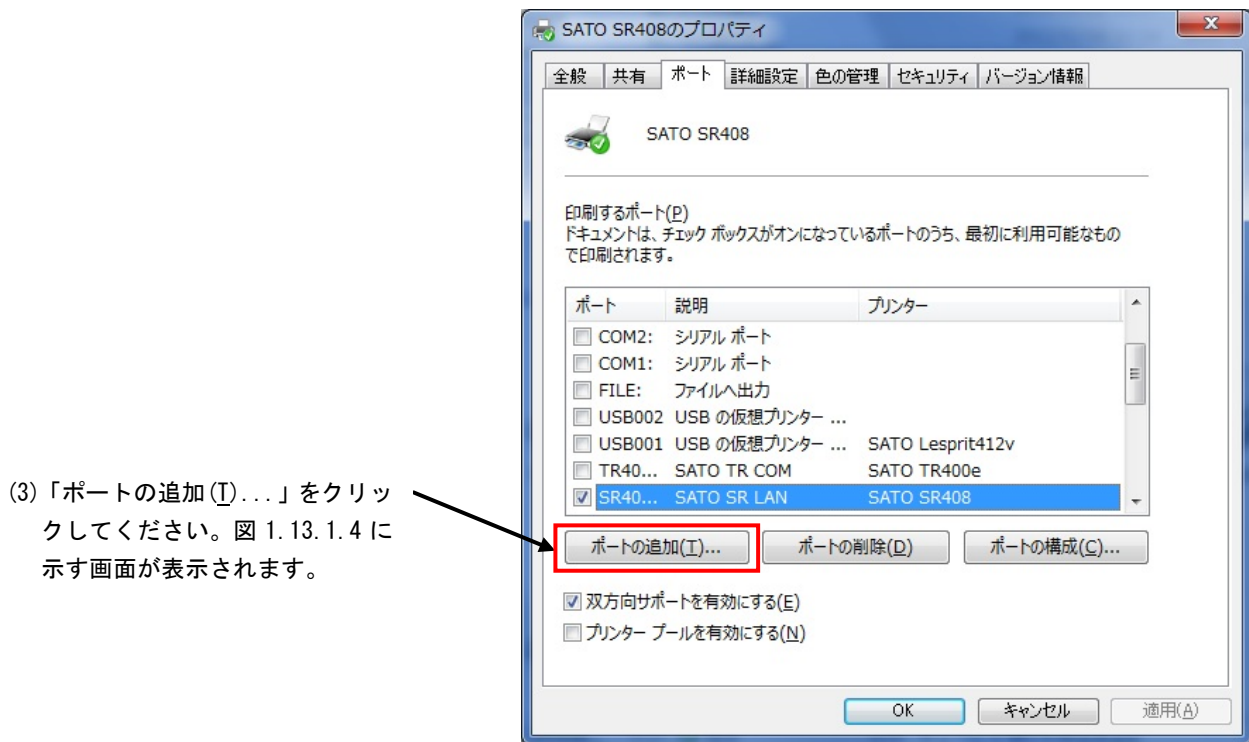 SATO SR408のプロパティ
全般 共有 ポート 詳細設定 色の管理 セキュリティ バージョン情報
SATO SR408
印刷するポート(P)
ドキュメントは、チェック ボックスがオンになっているポートのうち、最初に利用可能なもの
で印刷されます。
ポート 説明 プリンター
COM2: シリアル ポート
COM1: シリアル ポート
FILE: ファイルへ出力
USB002 USB の仮想プリンター ...
USB001 USB の仮想プリンター ... SATO Lesprit412v
TR40... SATO TR COM SATO TR400e
SR40... SATO SR LAN SATO SR408
(3)「ポートの追加(T)...」をクリッ
クしてください。図 1.13.1.4 に
示す画面が表示されます。
ポートの追加(T)... ポートの削除(D) ポートの構成(C)...
双方向サポートを有効にする(E)
プリンター プールを有効にする(N)
OK キャンセル 適用(A)